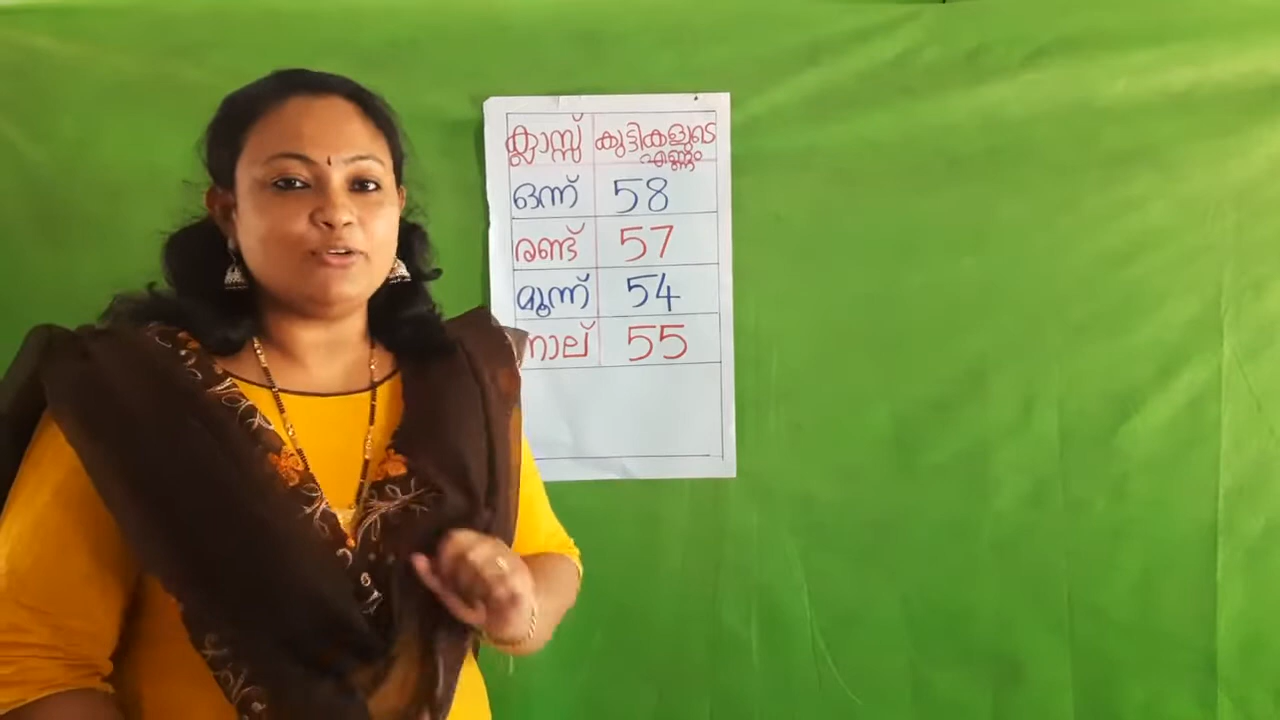 ക്ലാസ്സ് കുട്ടികളുടെ എണ്ണം
ഒന്ന് 58
രണ്ട് 57
മൂന്ന് 54
നാല് 55